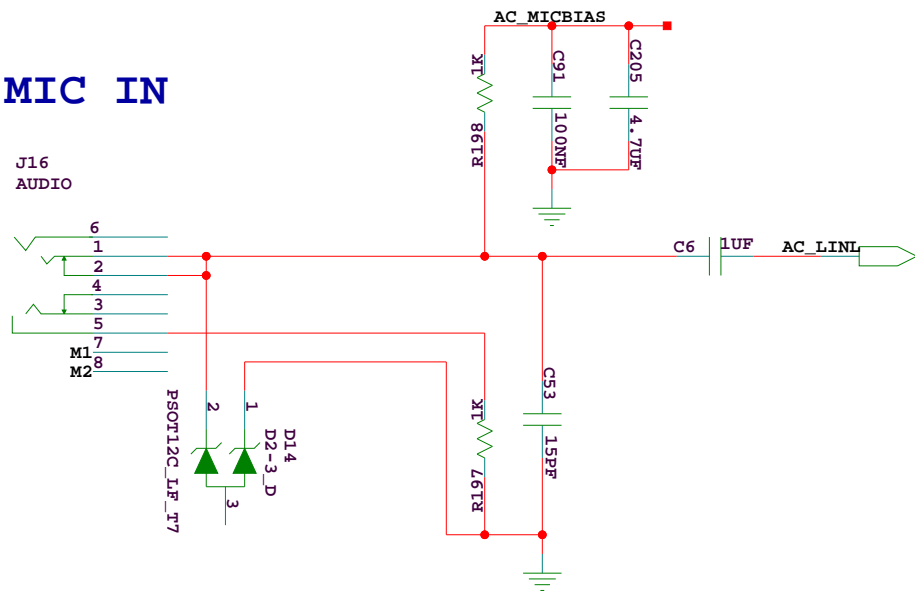 AC_MICBIAS
MIC IN
1K
C91
C205
R198
100NF
4.7UF
J16
AUDIO
6
1
2
4
3
5
7
8
M1
M2
C6
1UF
AC_LINL
2
1
D14
D2-3_D
PSOT12C_LF_T7
3
1K
R197
C53
15PF